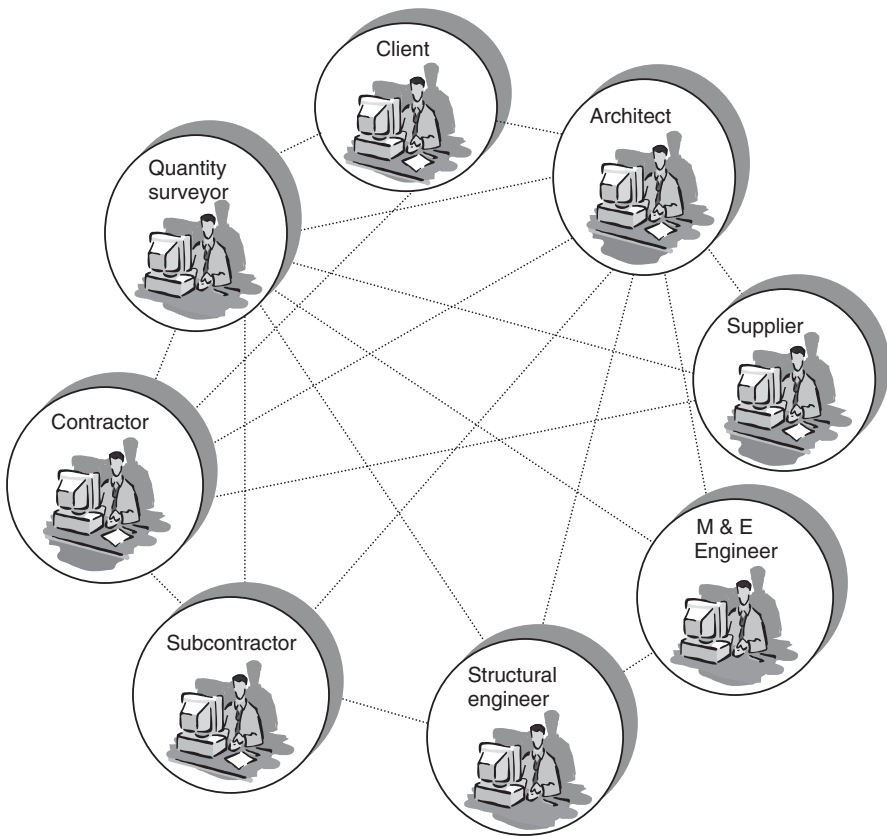 Client
Architect
Quantity
surveyor
Supplier
Contractor
M & E
Engineer
Subcontractor
Structural
engineer